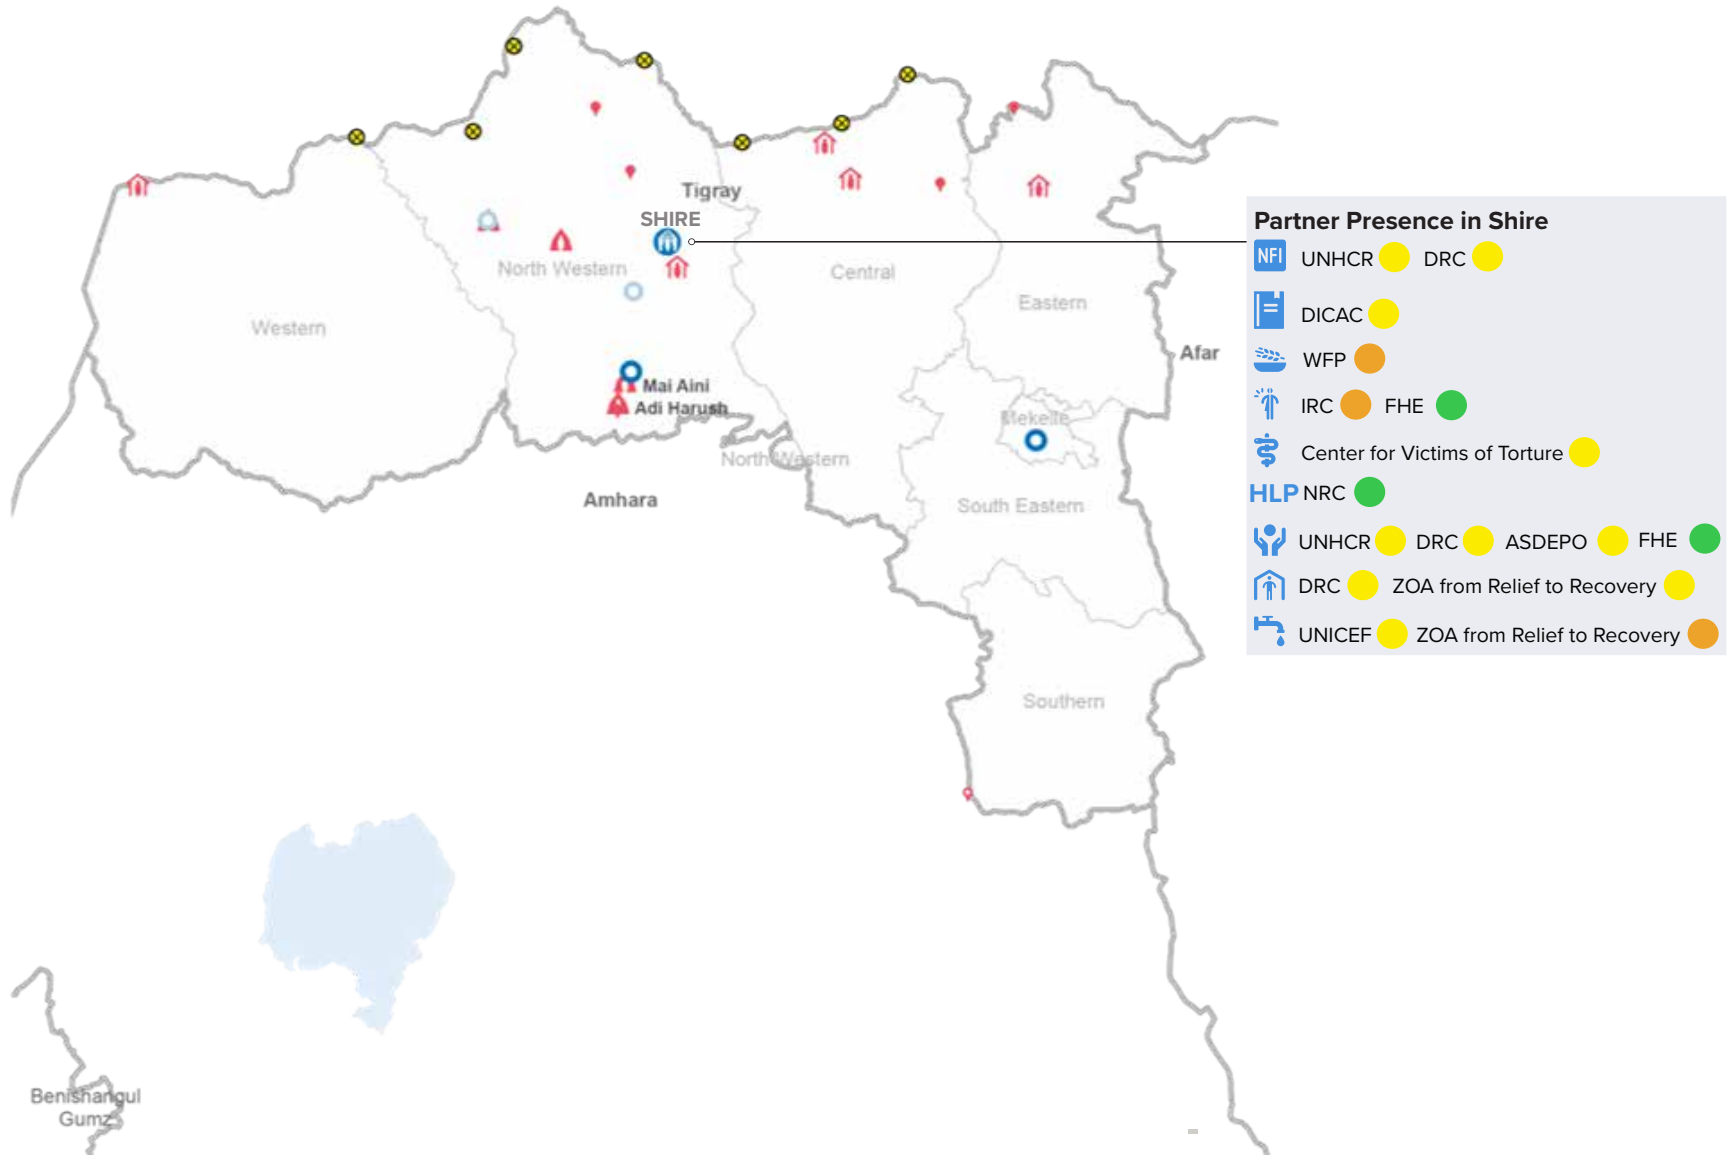 Tigray
SHIRE
North Western
Central
Eastern
Western
Afar
Mai Aini
Adi Harush
Mekelle
North Western
Amhara
South Eastern
Southern
Benishangul
Gumz
Partner Presence in Shire
NFI UNHCR DRC
DICAC
WFP
IRC FHE
Center for Victims of Torture
HLP NRC
UNHCR DRC ASDEPO FHE
DRC ZOA from Relief to Recovery
UNICEF ZOA from Relief to Recovery